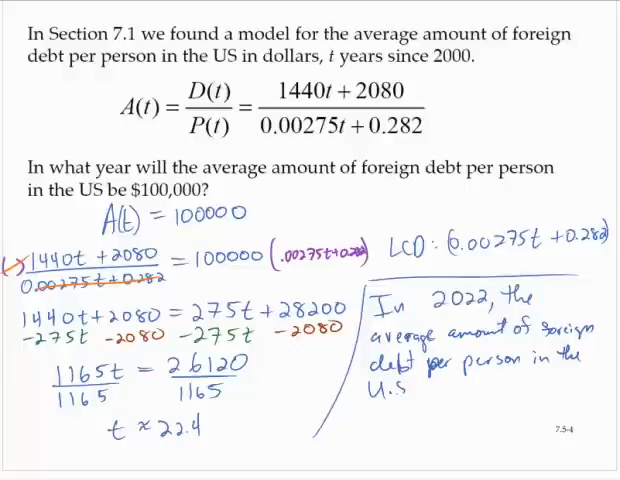 In Section 7.1 we found a model for the average amount of foreign
debt per person in the US in dollars, t years since 2000.
A(t) = D(t)/P(t) = (1440t + 2080)/(0.00275t + 0.282)
In what year will the average amount of foreign debt per person
in the US be $100,000?
A(t) = 100000
( ) (1440t + 2080)/(0.00275t + 0.282) = 100000 (.00275t+0.282)
LCD: (0.00275t + 0.282)
1440t + 2080 = 275t + 28200
-275t -2080 -275t -2080
1165t/1165 = 26120/1165
t ≈ 22.4
In 2022, the
average amount of foreign
debt per person in the
U.S
7.5-4